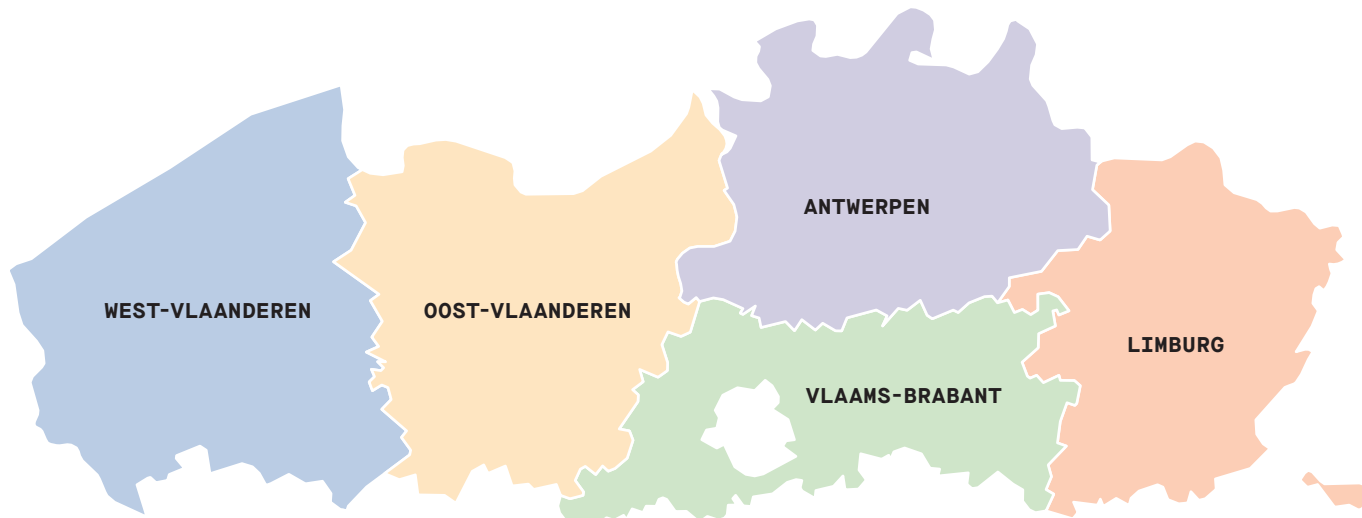 ANTWERPEN
WEST-VLAANDEREN
OOST-VLAANDEREN
LIMBURG
VLAAMS-BRABANT